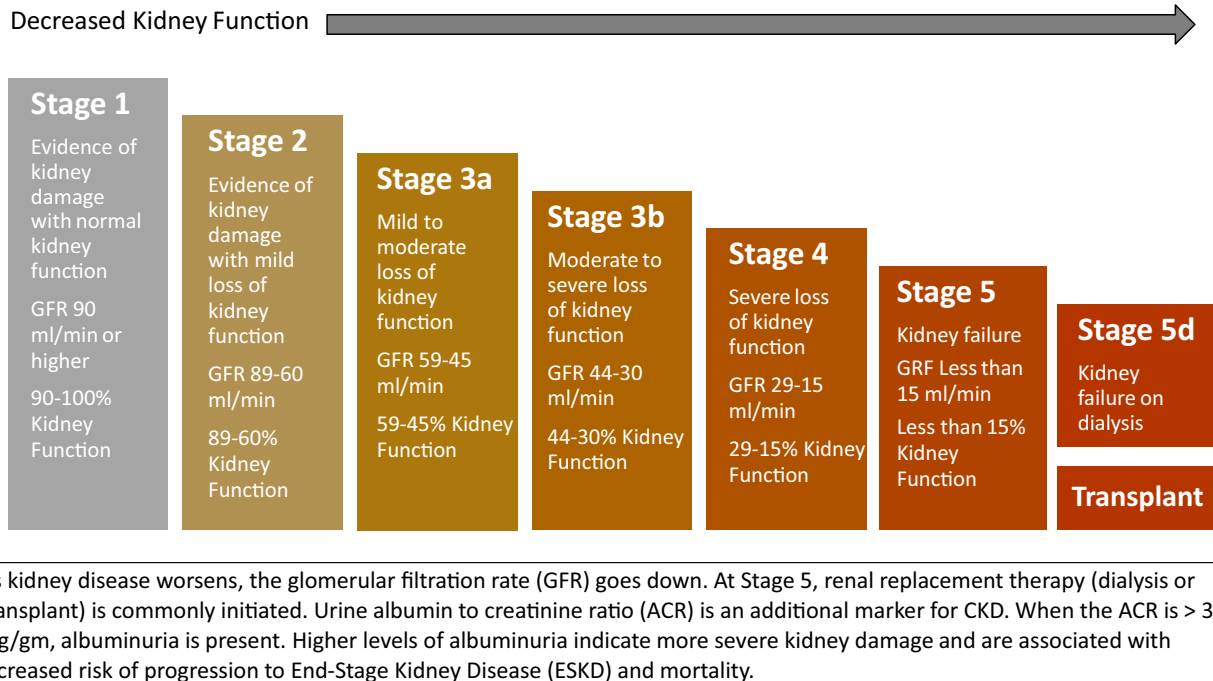 Decreased Kidney Function
Stage 1
Evidence of
kidney
damage
with normal
kidney
function
GFR 90
ml/min or
higher
90-100%
Kidney
Function
Stage 2
Evidence of
kidney
damage
with mild
loss of
kidney
function
GFR 89-60
ml/min
89-60%
Kidney
Function
Stage 3a
Mild to
moderate
loss of
kidney
function
GFR 59-45
ml/min
59-45% Kidney
Function
Stage 3b
Moderate to
severe loss
of kidney
function
GFR 44-30
ml/min
44-30% Kidney
Function
Stage 4
Severe loss
of kidney
function
GFR 29-15
ml/min
29-15% Kidney
Function
Stage 5
Kidney failure
GRF Less than
15 ml/min
Less than 15%
Kidney
Function
Stage 5d
Kidney
failure on
dialysis
Transplant
kidney disease worsens, the glomerular filtration rate (GFR) goes down. At Stage 5, renal replacement therapy (dialysis or
ansplant) is commonly initiated. Urine albumin to creatinine ratio (ACR) is an additional marker for CKD. When the ACR is > 3
g/gm, albuminuria is present. Higher levels of albuminuria indicate more severe kidney damage and are associated with
creased risk of progression to End-Stage Kidney Disease (ESKD) and mortality.